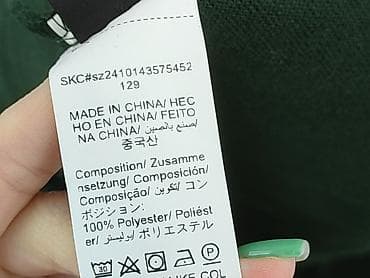 SKC#sz2410143575452
129
MADE IN CHINA/ HEC
HO EN CHINA/ FEITO
NA CHINA/ صنع بالصين/
중국산
Composition/ Zusamme
nsetzung/ Composición/
Composição/ تكوين/ コン
ポジション:
100% Polyester/ Poliést
er/ بوليستر/ ポリエステル
30
P